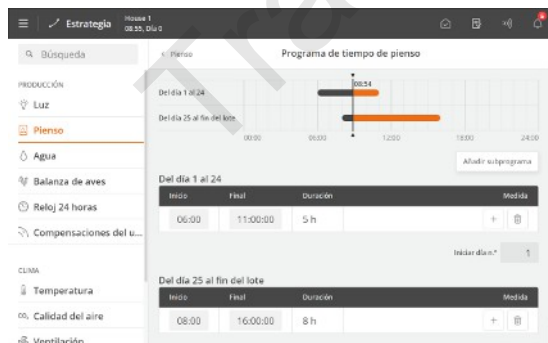 Estrategia
House 1
08:55, Día 0
Búsqueda
PRODUCCIÓN
Luz
Pienso
Agua
Balanza de aves
Reloj 24 horas
Compensaciones del u...
CLIMA
Temperatura
CO₂ Calidad del aire
Ventilación
< Pienso
Programa de tiempo de pienso
08:54
Del día 1 al 24
Del día 25 al fin del lote
00:00 06:00 12:00 18:00 24:00
Añadir subprograma
Del día 1 al 24
Inicio Final Duración Medida
06:00 11:00:00 5 h +
Iniciar día n.° 1
Del día 25 al fin del lote
Inicio Final Duración Medida
08:00 16:00:00 8 h +